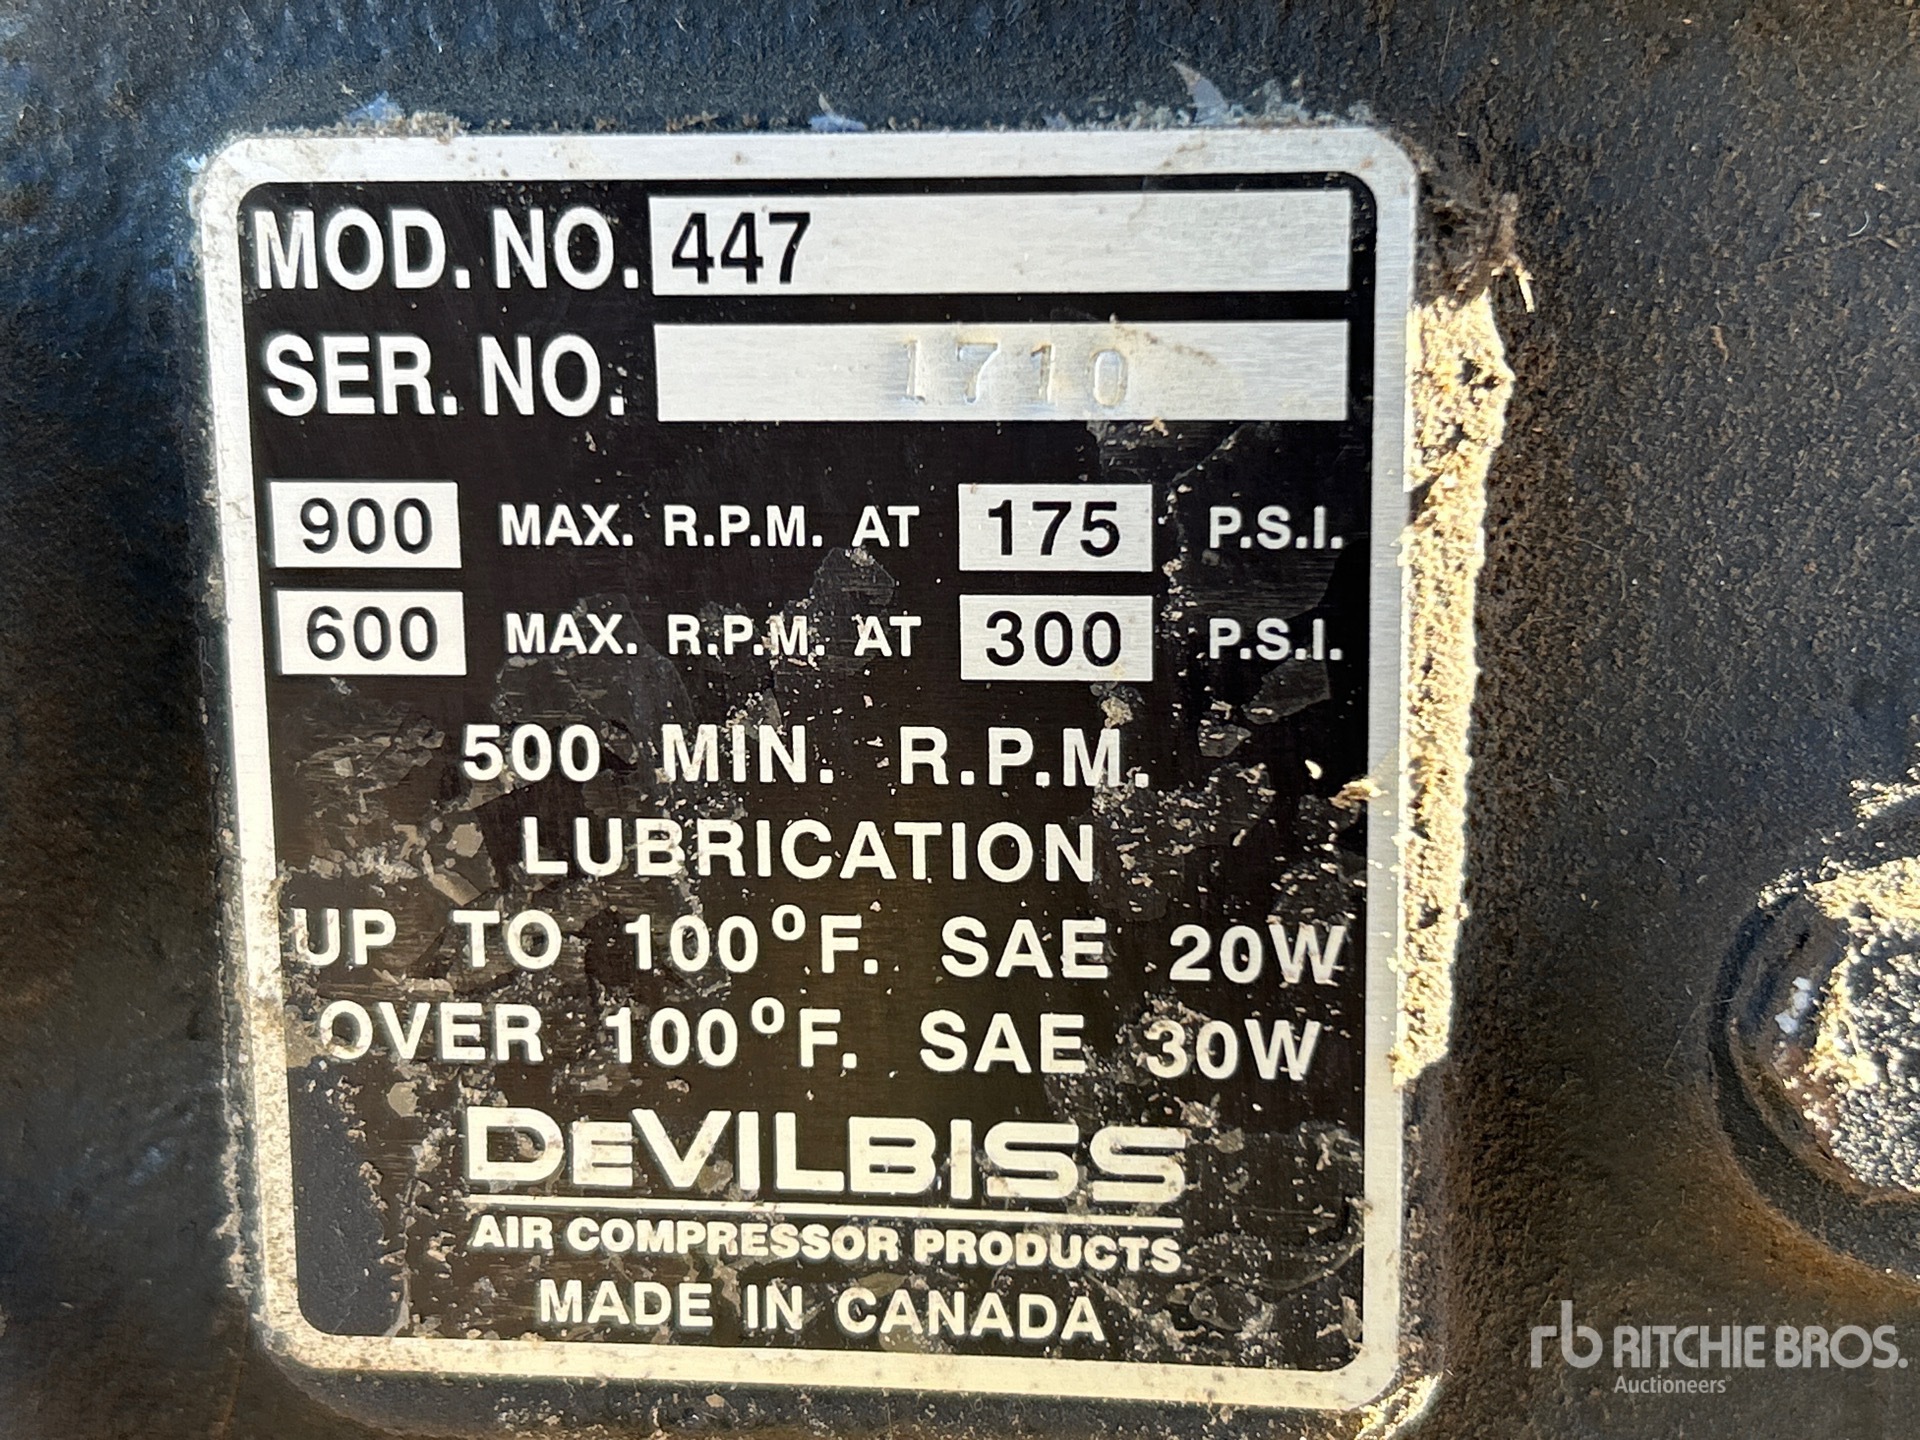 MOD. NO. 447
SER. NO. 1710
900 MAX. R.P.M. AT 175 P.S.I.
600 MAX. R.P.M. AT 300 P.S.I.
500 MIN. R.P.M.
LUBRICATION
UP TO 100°F. SAE 20W
OVER 100°F. SAE 30W
DEVILBISS
AIR COMPRESSOR PRODUCTS
MADE IN CANADA
rb RITCHIE BROS.
Auctioneers